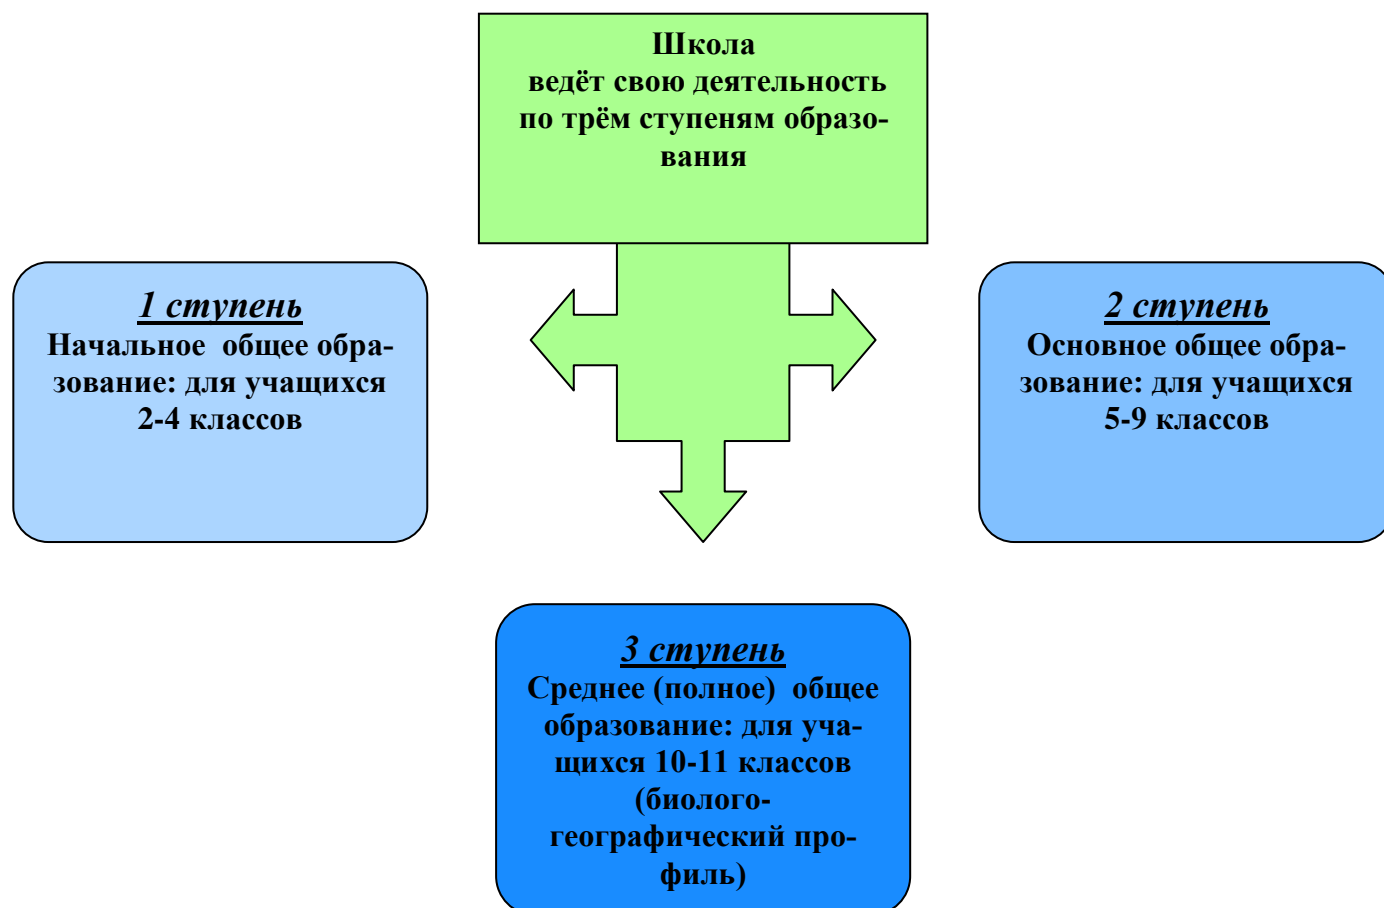 Школа
ведёт свою деятельность
по трём ступеням образо-
вания
1 ступень
Начальное общее обра-
зование: для учащихся
2-4 классов
2 ступень
Основное общее обра-
зование: для учащихся
5-9 классов
3 ступень
Среднее (полное) общее
образование: для уча-
щихся 10-11 классов
(биолого-
географический про-
филь)